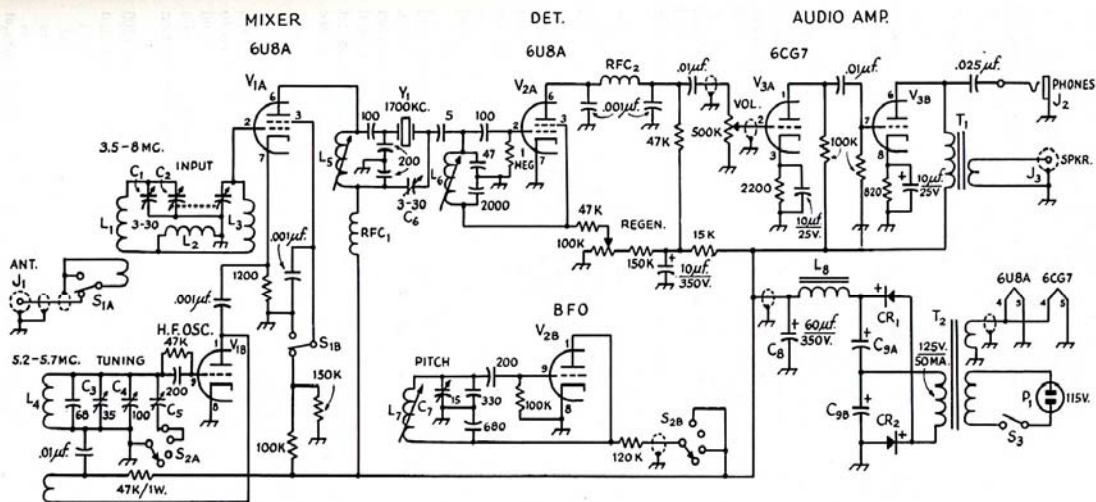 MIXER
6U8A
DET.
6U8A
AUDIO AMP.
6CG7
V1A
6
3
2
7
3.5-8 MC.
INPUT
C1
C2
3-30
L1
L2
L3
ANT.
J1
S1A
.001µf.
1200
.001µf.
H.F. OSC.
47K
V1B
1
9
8
200
5.2-5.7MC.
TUNING
L4
68
C3
35
C4
100
C5
S2A
.01µf.
47K/1W.
S1B
150K
100K
L5
100
Y1
1700KC.
200
C6
3-30
RFC1
5
100
L6
47
2000
1 MEG
V2A
6
2
3
7
RFC2
.001µf.
.01µf.
47K
500K
VOL.
47K
REGEN.
100K
150K
15K
10µf
350V.
V3A
1
2
3
2200
10µf
25V.
.01µf.
100K
V3B
6
7
8
820
10µf
25V
.025µf.
PHONES
J2
T1
SPKR.
J3
BFO
V2B
1
9
8
PITCH
L7
C7
15
330
680
200
100K
120K
S2B
L8
60µf
350V.
C8
CR1
C9A
C9B
CR2
125V.
50MA.
T2
6U8A
6CG7
4
5
4
5
P1
115V.
S3